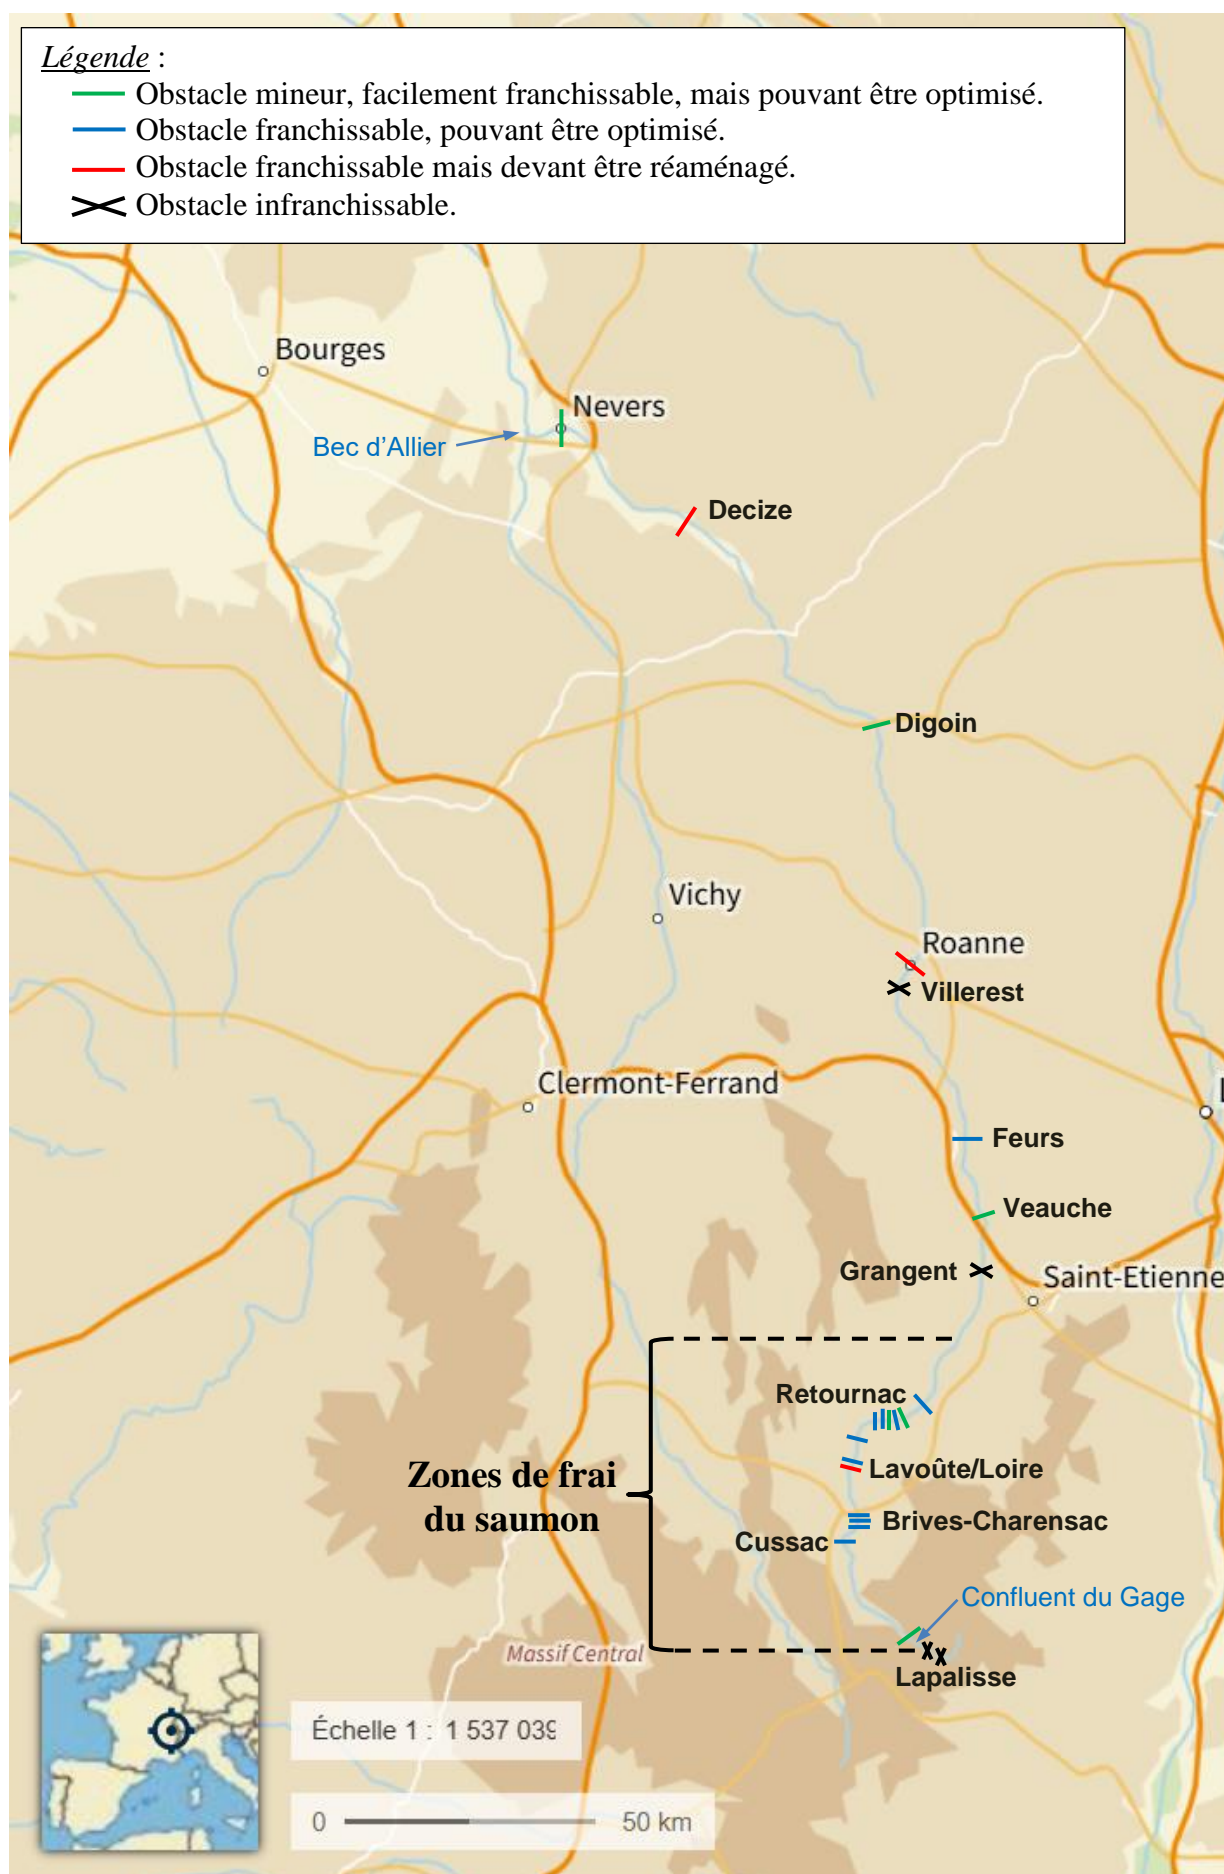 Légende :
Obstacle mineur, facilement franchissable, mais pouvant être optimisé.
Obstacle franchissable, pouvant être optimisé.
Obstacle franchissable mais devant être réaménagé.
Obstacle infranchissable.
Bourges
Nevers
Bec d'Allier
Decize
Digoin
Vichy
Roanne
Villerest
Clermont-Ferrand
Feurs
Veauche
Grangent
Saint-Etienne
Retournac
Zones de frai
du saumon
Lavoûte/Loire
Brives-Charensac
Cussac
Confluent du Gage
Massif Central
Lapalisse
Échelle 1 : 1 537 039
0 50 km